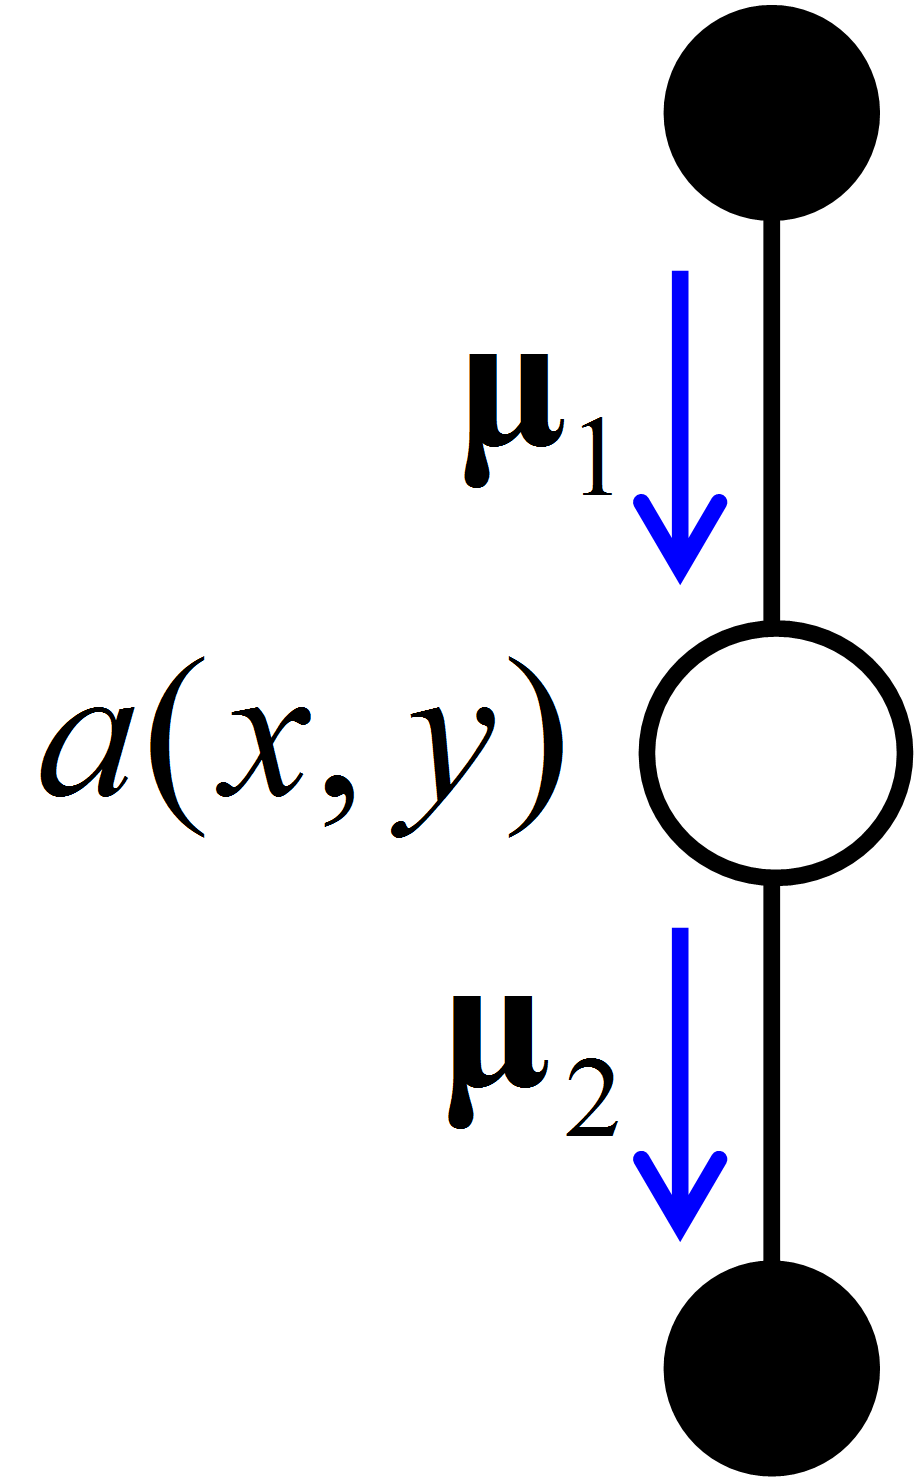 μ₁
a(x, y)
μ₂